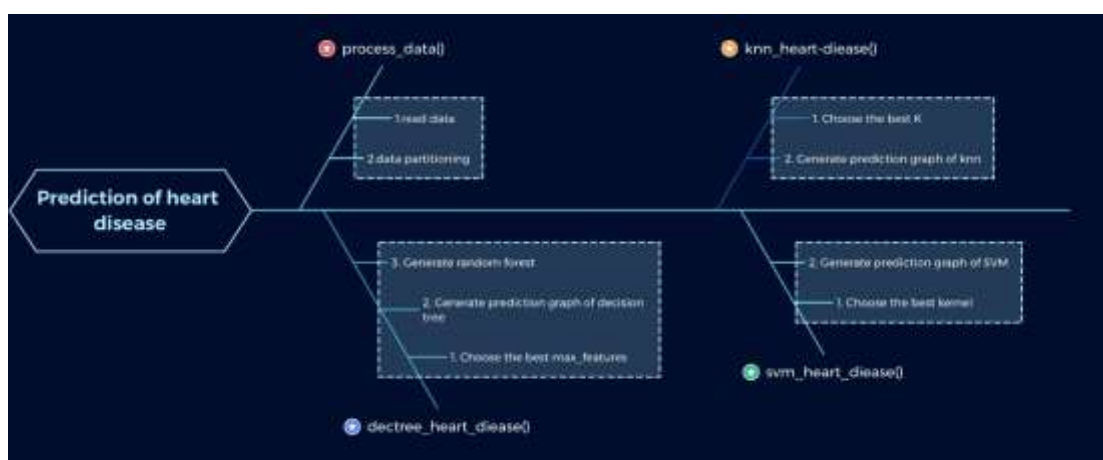 process_data()
1.read data
2.data partitioning
knn_heart-diease()
1. Choose the best K
2. Generate prediction graph of knn
Prediction of heart
disease
3. Generate random forest
2. Generate prediction graph of decision
tree
1. Choose the best max_features
dectree_heart_diease()
2. Generate prediction graph of SVM
1. Choose the best kernel
svm_heart_diease()